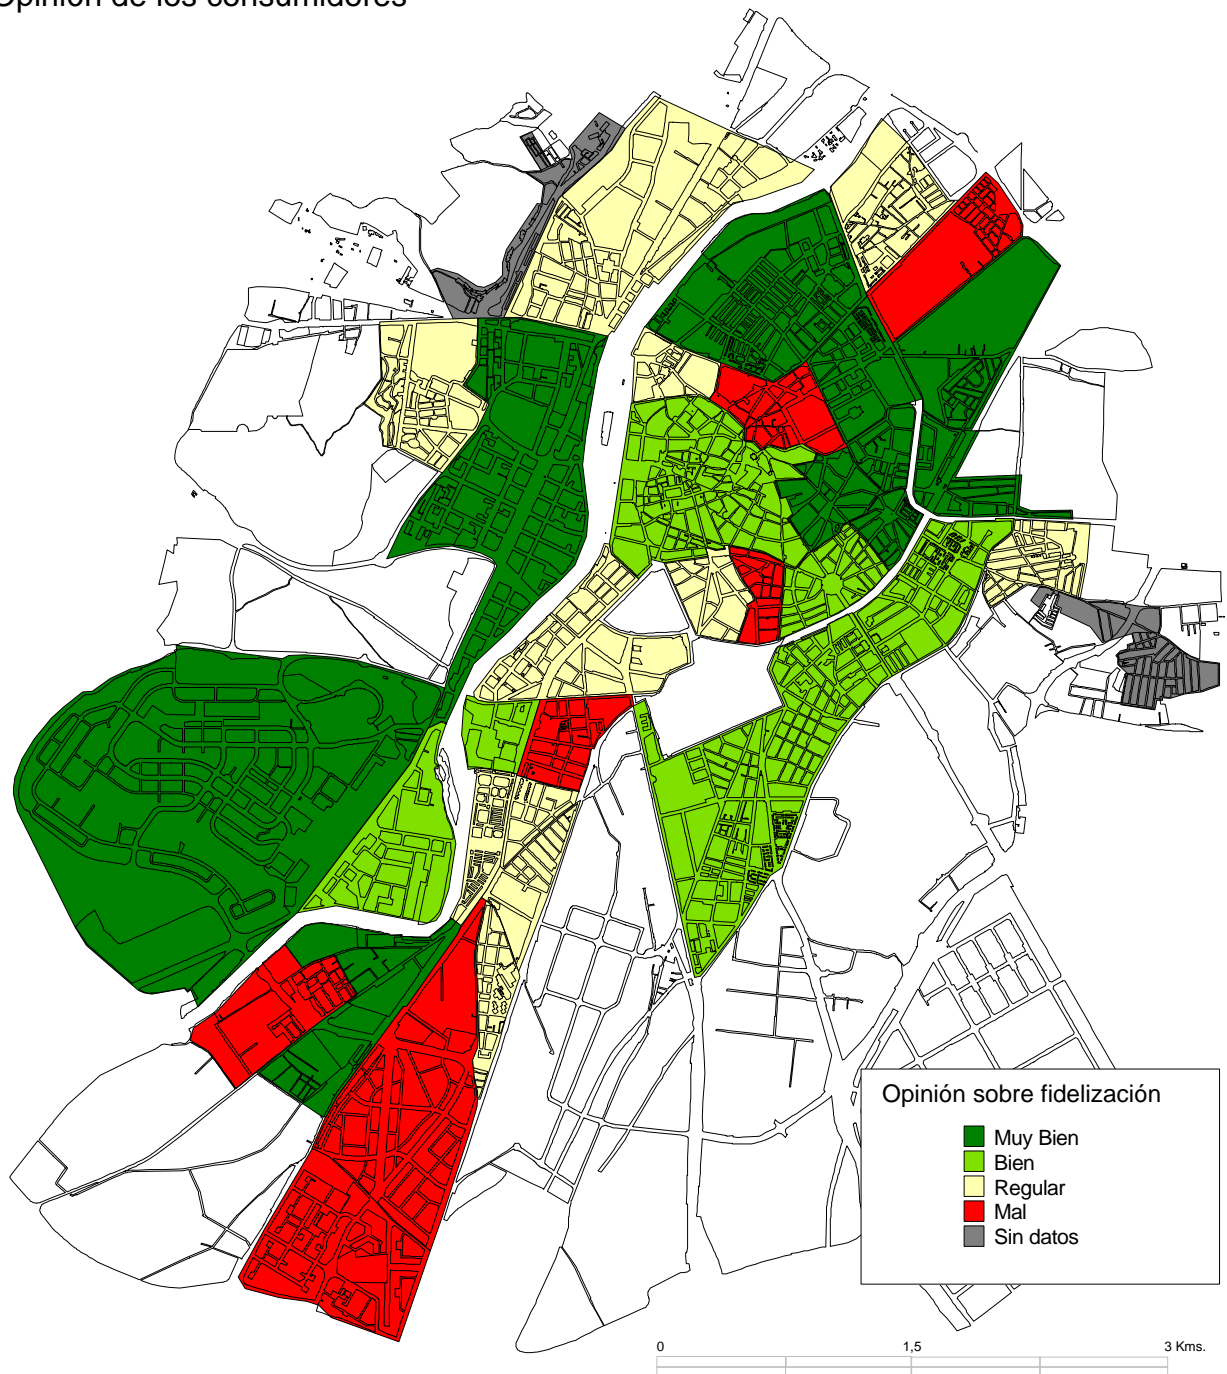 Opinión de los consumidores
Opinión sobre fidelización
Muy Bien
Bien
Regular
Mal
Sin datos
0 1,5 3 Kms.